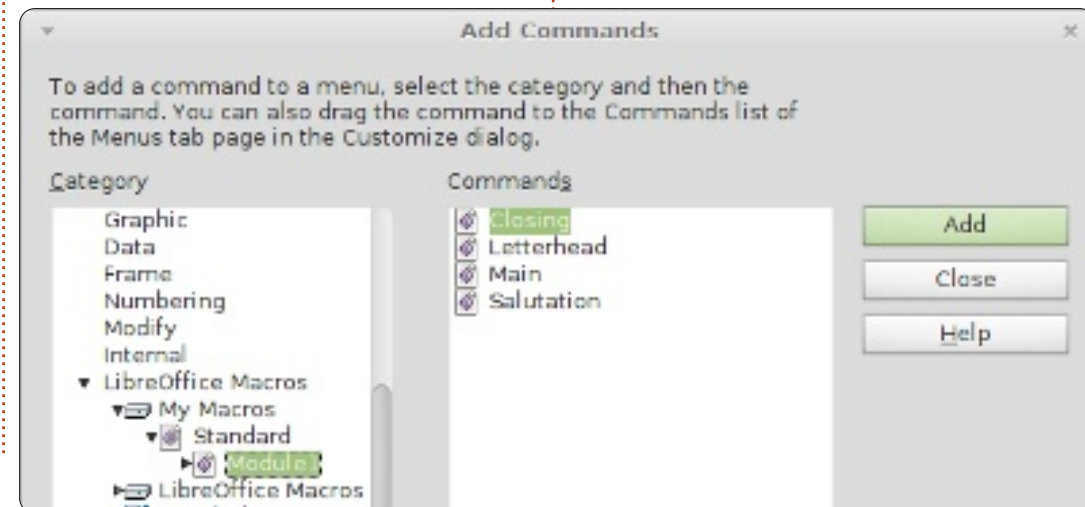 Add Commands
To add a command to a menu, select the category and then the
command. You can also drag the command to the Commands list of
the Menus tab page in the Customize dialog.
Category
Commands
Graphic
Data
Frame
Numbering
Modify
Internal
LibreOffice Macros
My Macros
Standard
Module1
LibreOffice Macros
Closing
Letterhead
Main
Salutation
Add
Close
Help